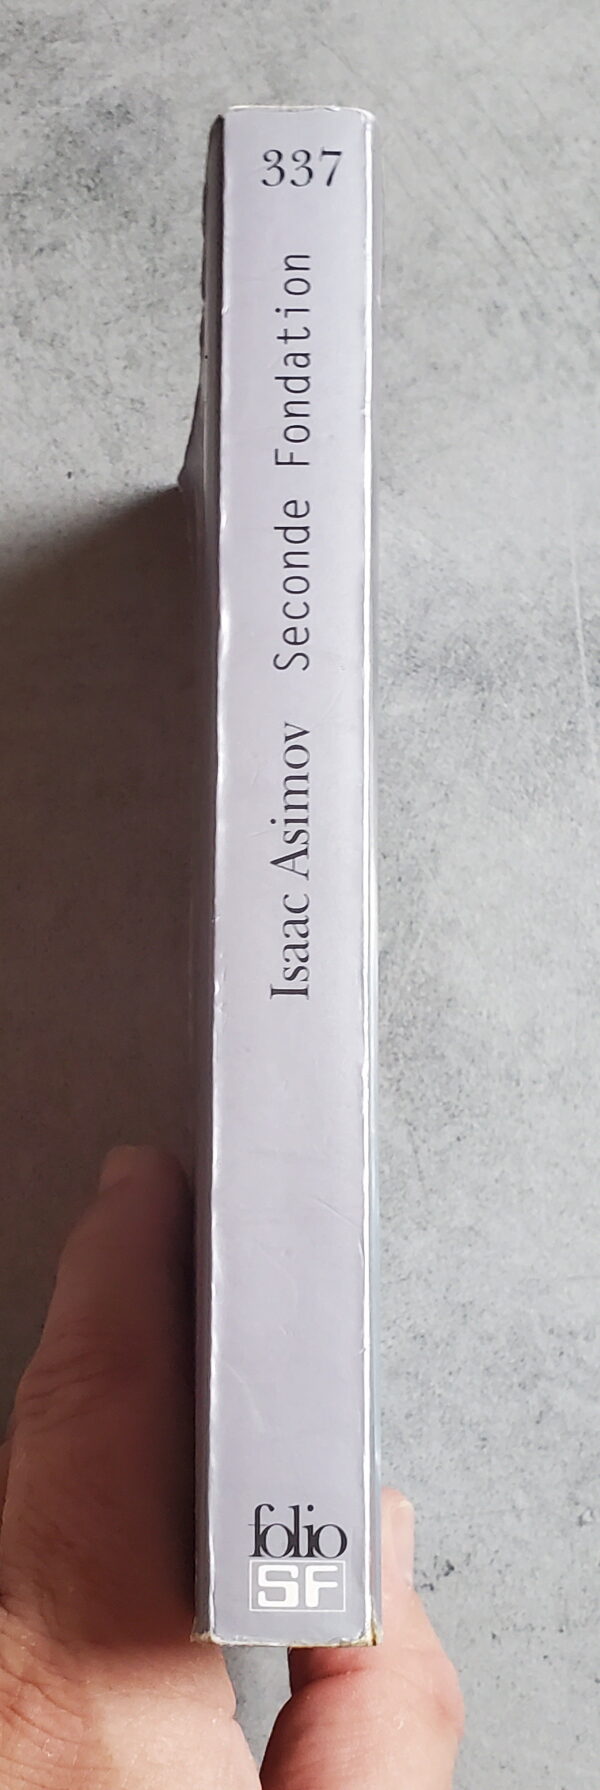 337
Isaac Asimov Seconde Fondation
folio
SF